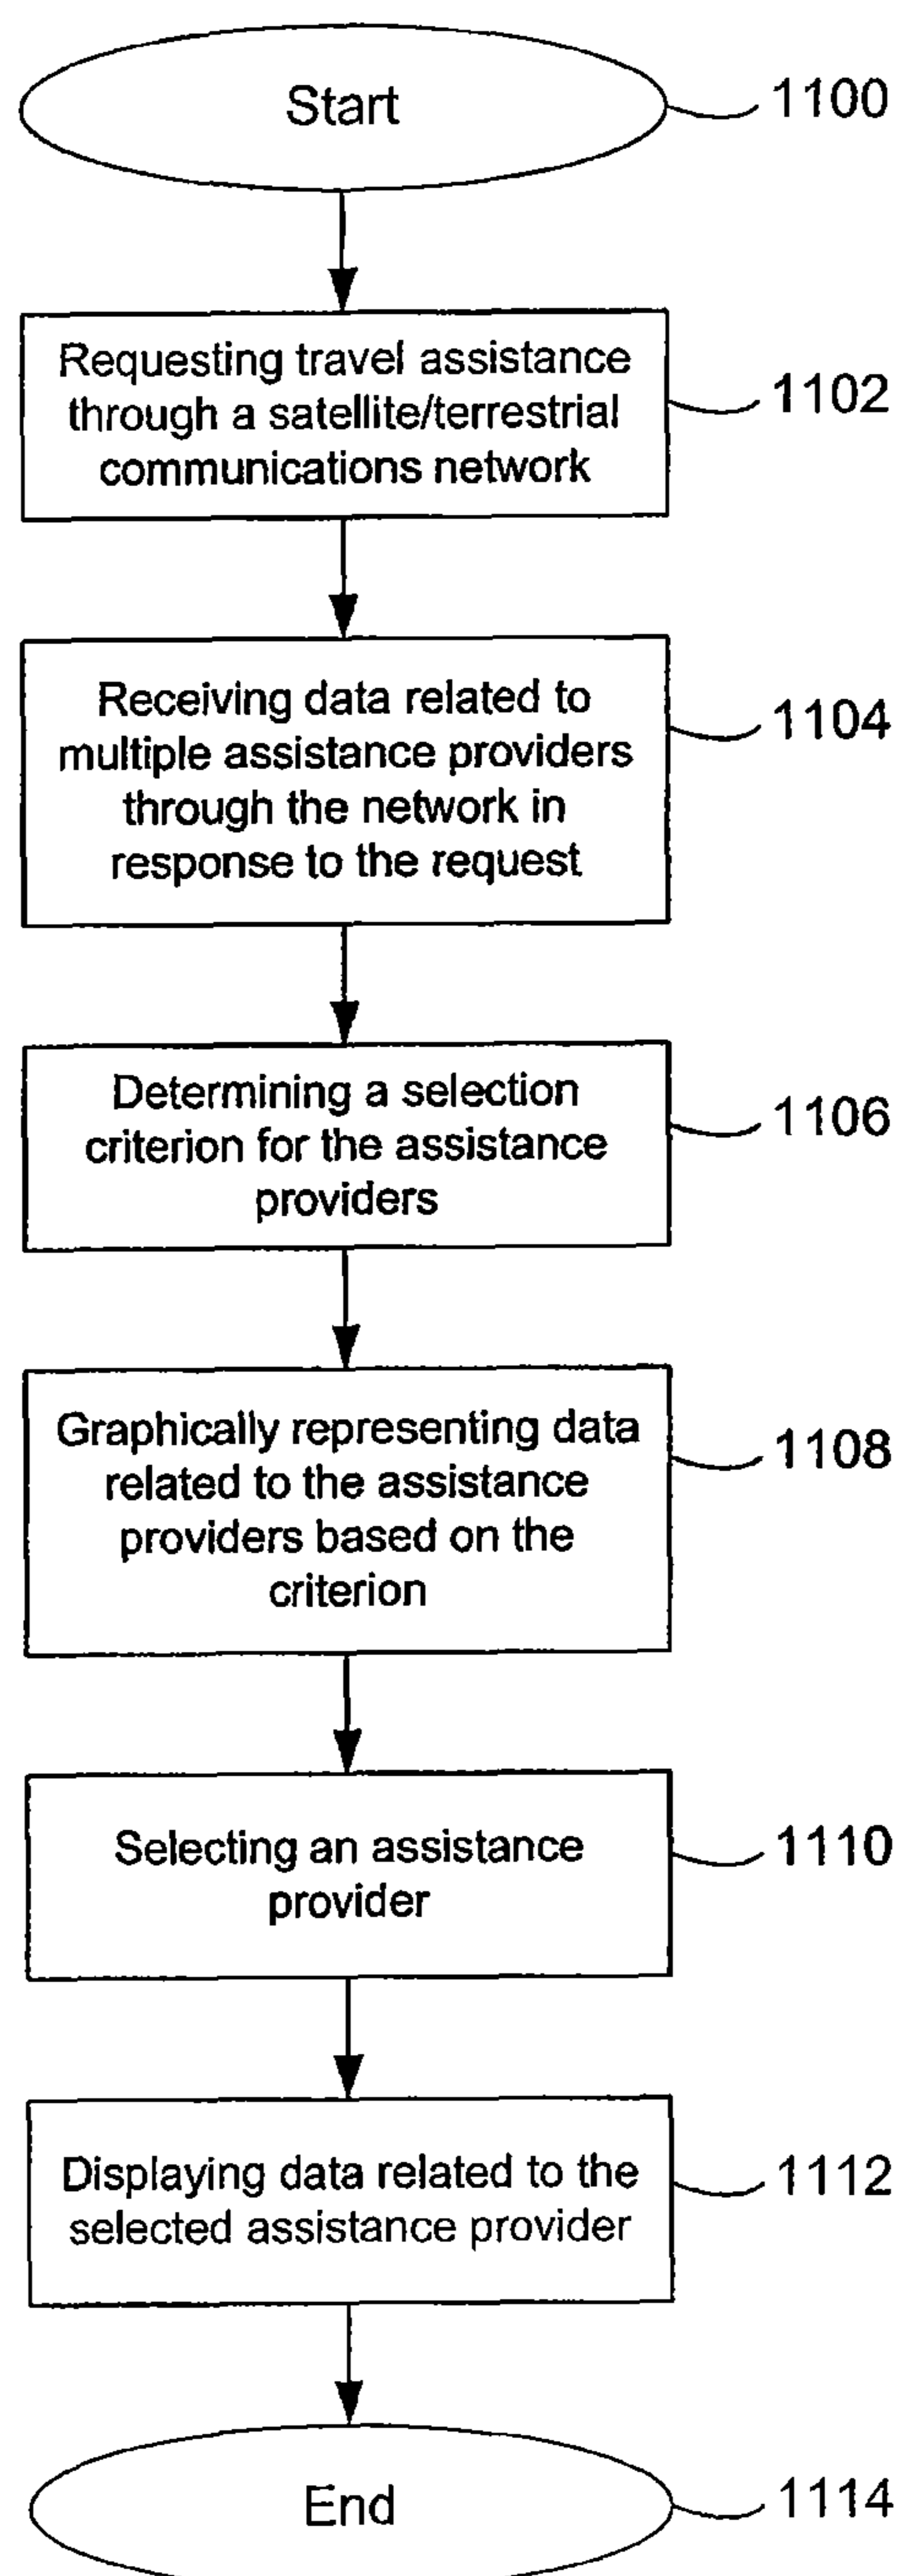 Start
1100
Requesting travel assistance
through a satellite/terrestrial
communications network
1102
Receiving data related to
multiple assistance providers
through the network in
response to the request
1104
Determining a selection
criterion for the assistance
providers
1106
Graphically representing data
related to the assistance
providers based on the
criterion
1108
Selecting an assistance
provider
1110
Displaying data related to the
selected assistance provider
1112
End
1114